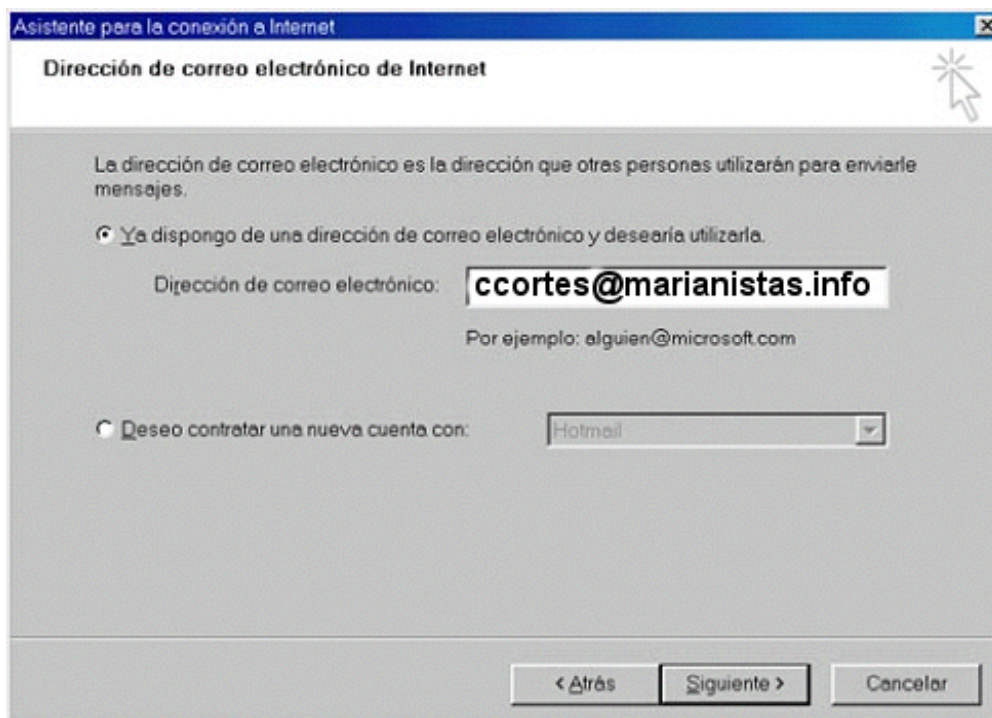 Asistente para la conexión a Internet
Dirección de correo electrónico de Internet
La dirección de correo electrónico es la dirección que otras personas utilizarán para enviarle
mensajes.
Ya dispongo de una dirección de correo electrónico y desearía utilizarla.
Dirección de correo electrónico: ccortes@marianistas.info
Por ejemplo: alguien@microsoft.com
Deseo contratar una nueva cuenta con: Hotmail
< Atrás Siguiente > Cancelar